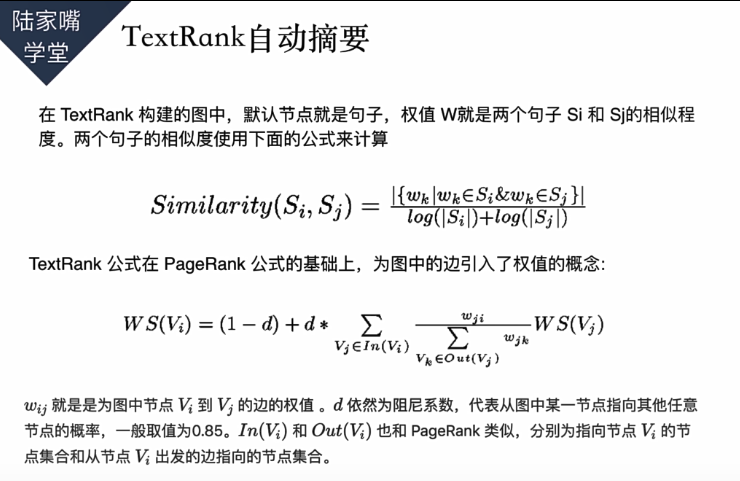 陆家嘴
学堂
TextRank自动摘要
在 TextRank 构建的图中，默认节点就是句子，权值 W就是两个句子 Si 和 Sj的相似程
度。两个句子的相似度使用下面的公式来计算
Similarity(S_i, S_j) = |{w_k|w_k∈S_i&w_k∈S_j}| / log(|S_i|)+log(|S_j|)
TextRank 公式在 PageRank 公式的基础上，为图中的边引入了权值的概念:
WS(V_i) = (1 − d) + d * ∑_{V_j∈In(V_i)} w_{ji} / ∑_{V_k∈Out(V_j)} w_{jk} WS(V_j)
w_{ij} 就是是为图中节点 V_i 到 V_j 的边的权值 。d 依然为阻尼系数，代表从图中某一节点指向其他任意
节点的概率，一般取值为0.85。In(V_i) 和 Out(V_i) 也和 PageRank 类似，分别为指向节点 V_i 的节
点集合和从节点 V_i 出发的边指向的节点集合。